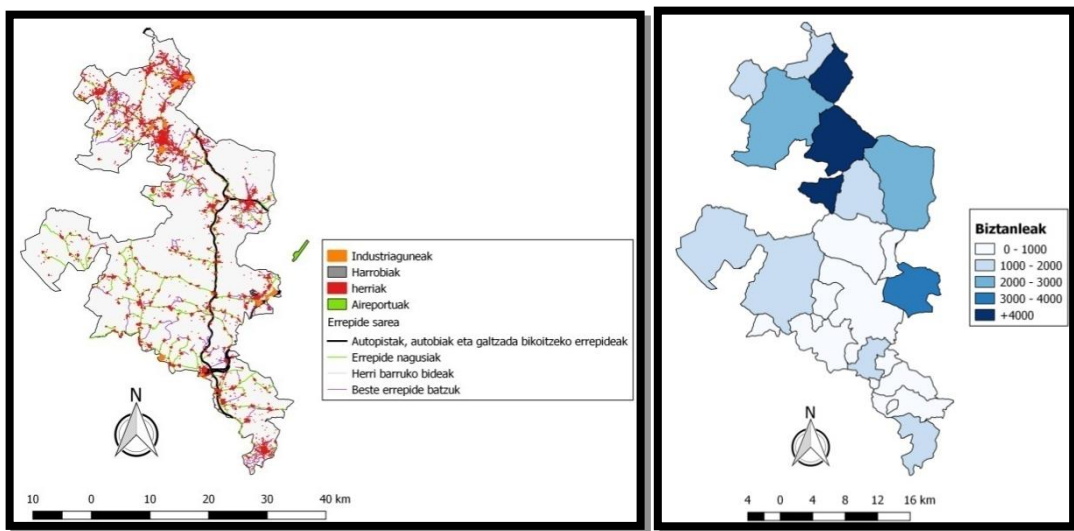 Industriaguneak
Harrobiak
herriak
Aireportuak
Errepide sarea
Autopistak, autobiak eta galtzada bikoitzeko errepideak
Errepide nagusiak
Herri barruko bideak
Beste errepide batzuk
N
10 0 10 20 30 40 km
Biztanleak
0 - 1000
1000 - 2000
2000 - 3000
3000 - 4000
+4000
N
4 0 4 8 12 16 km